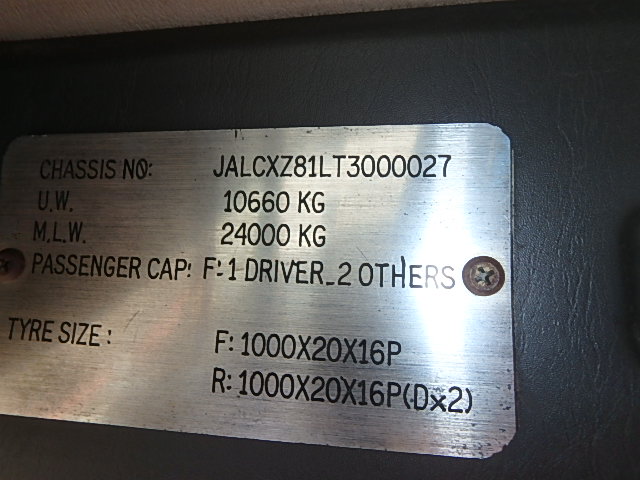 CHASSIS NO: JALCXZ81LT3000027
U.W. 10660 KG
M.L.W. 24000 KG
PASSENGER CAP: F: 1 DRIVER_2 OTHERS
TYRE SIZE : F: 1000X20X16P
R: 1000X20X16P(Dx2)